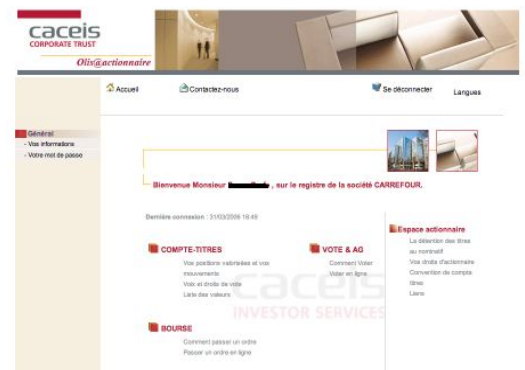 caceis
CORPORATE TRUST
Olis@actionnaire
Accueil
Contactez-nous
Se déconnecter
Langues
Général
- Vos informations
- Votre mot de passe
Bienvenue Monsieur , sur le registre de la société CARREFOUR.
Dernière connexion : 31/03/2009 18:49
COMPTE-TITRES
Vos positions valorisées et vos
mouvements
Voix et droits de vote
Liste des valeurs
VOTE & AG
Comment Voter
Voter en ligne
Espace actionnaire
La détention des titres
au nominatif
Vos droits d'actionnaire
Convention de compte
titres
Liens
caceis
INVESTOR SERVICES
BOURSE
Comment passer un ordre
Passer un ordre en ligne